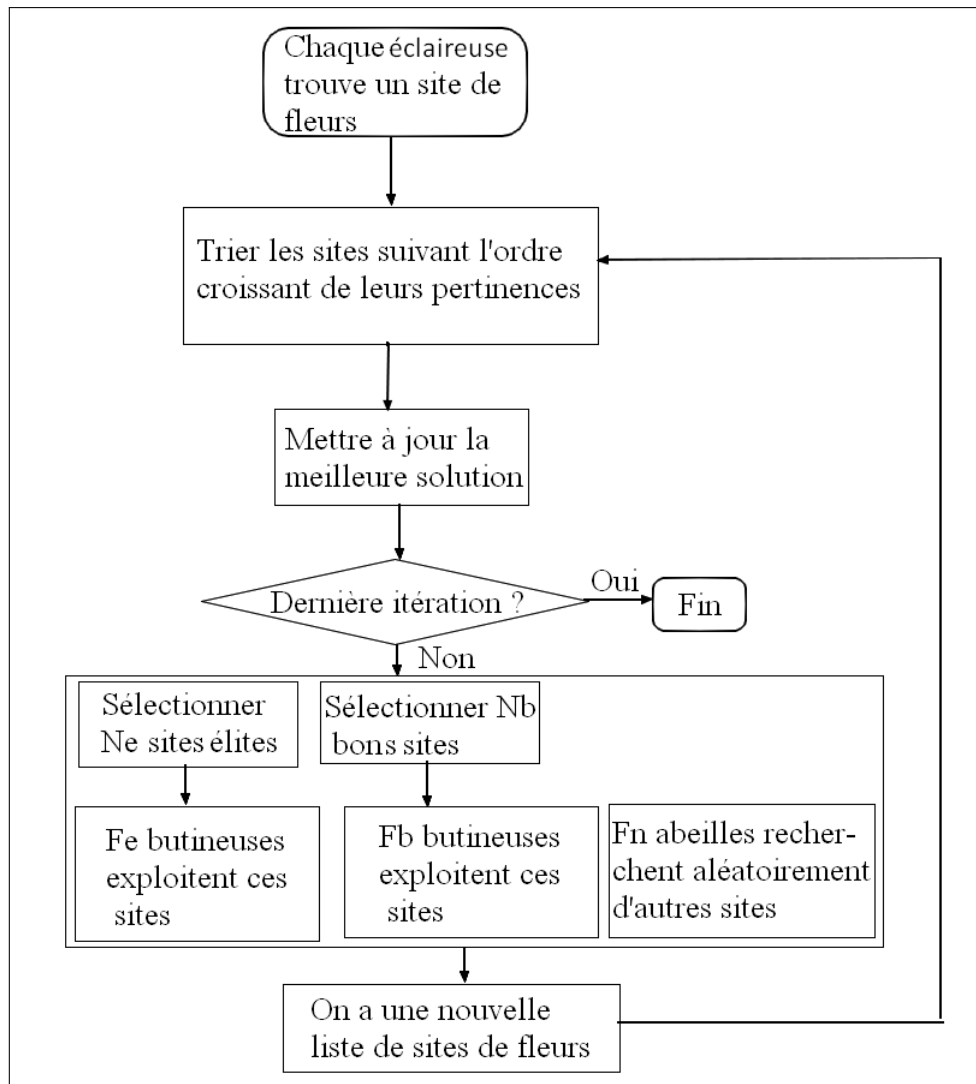 Chaque éclaireuse
trouve un site de
fleurs
Trier les sites suivant l'ordre
croissant de leurs pertinences
Mettre à jour la
meilleure solution
Dernière itération ?
Oui
Fin
Non
Sélectionner
Ne sites élites
Sélectionner Nb
bons sites
Fe butineuses
exploitent ces
sites
Fb butineuses
exploitent ces
sites
Fn abeilles recher-
chent aléatoirement
d'autres sites
On a une nouvelle
liste de sites de fleurs